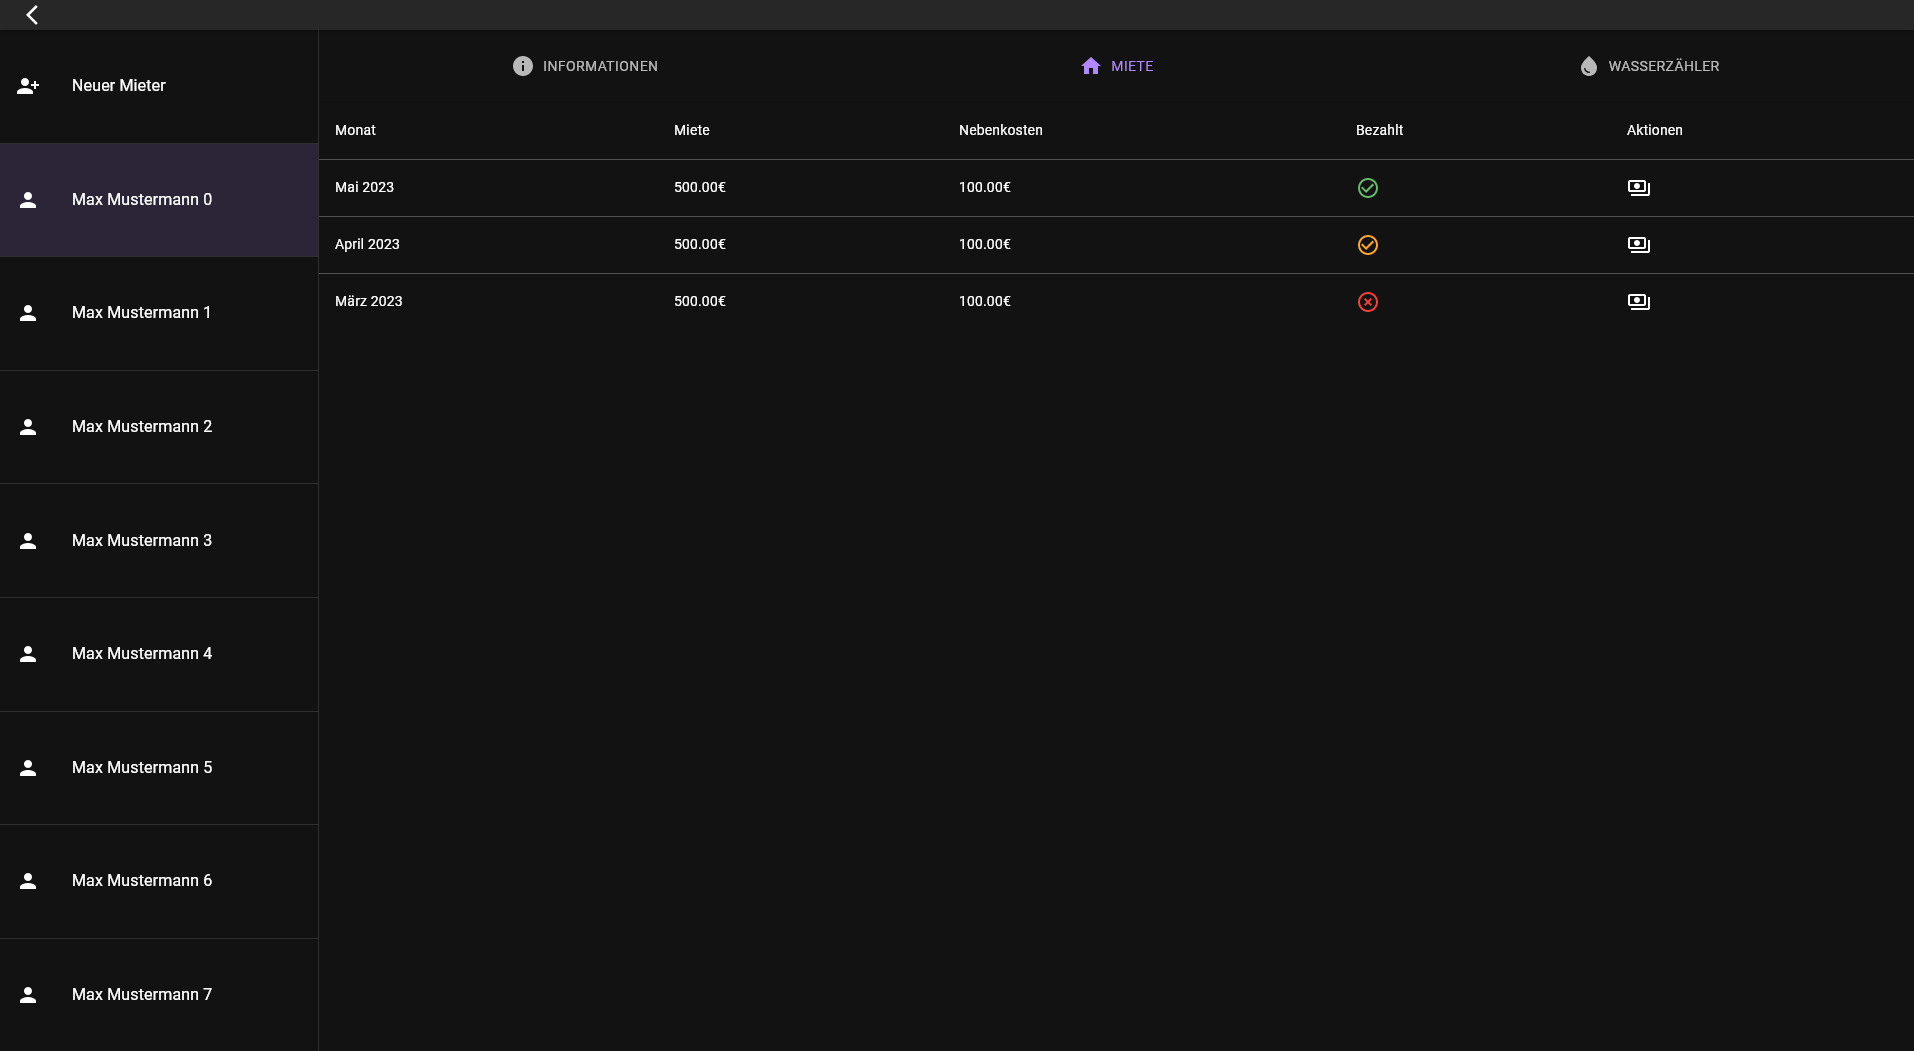 Neuer Mieter
Max Mustermann 0
Max Mustermann 1
Max Mustermann 2
Max Mustermann 3
Max Mustermann 4
Max Mustermann 5
Max Mustermann 6
Max Mustermann 7
INFORMATIONEN MIETE WASSERZÄHLER
Monat Miete Nebenkosten Bezahlt Aktionen
Mai 2023 500.00€ 100.00€
April 2023 500.00€ 100.00€
März 2023 500.00€ 100.00€